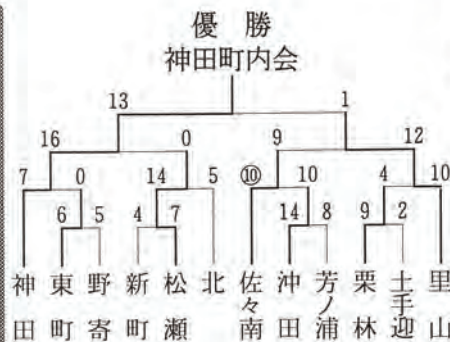 優勝
神田町内会
13 1
16 0 9 12
7 0 14 5 ⑩ 10 4 10
6 5 4 7 14 8 9 2
神田
東町
野寄
新町
松瀬
北
佐々南
沖田
芳ノ浦
栗林
土手迎
里山